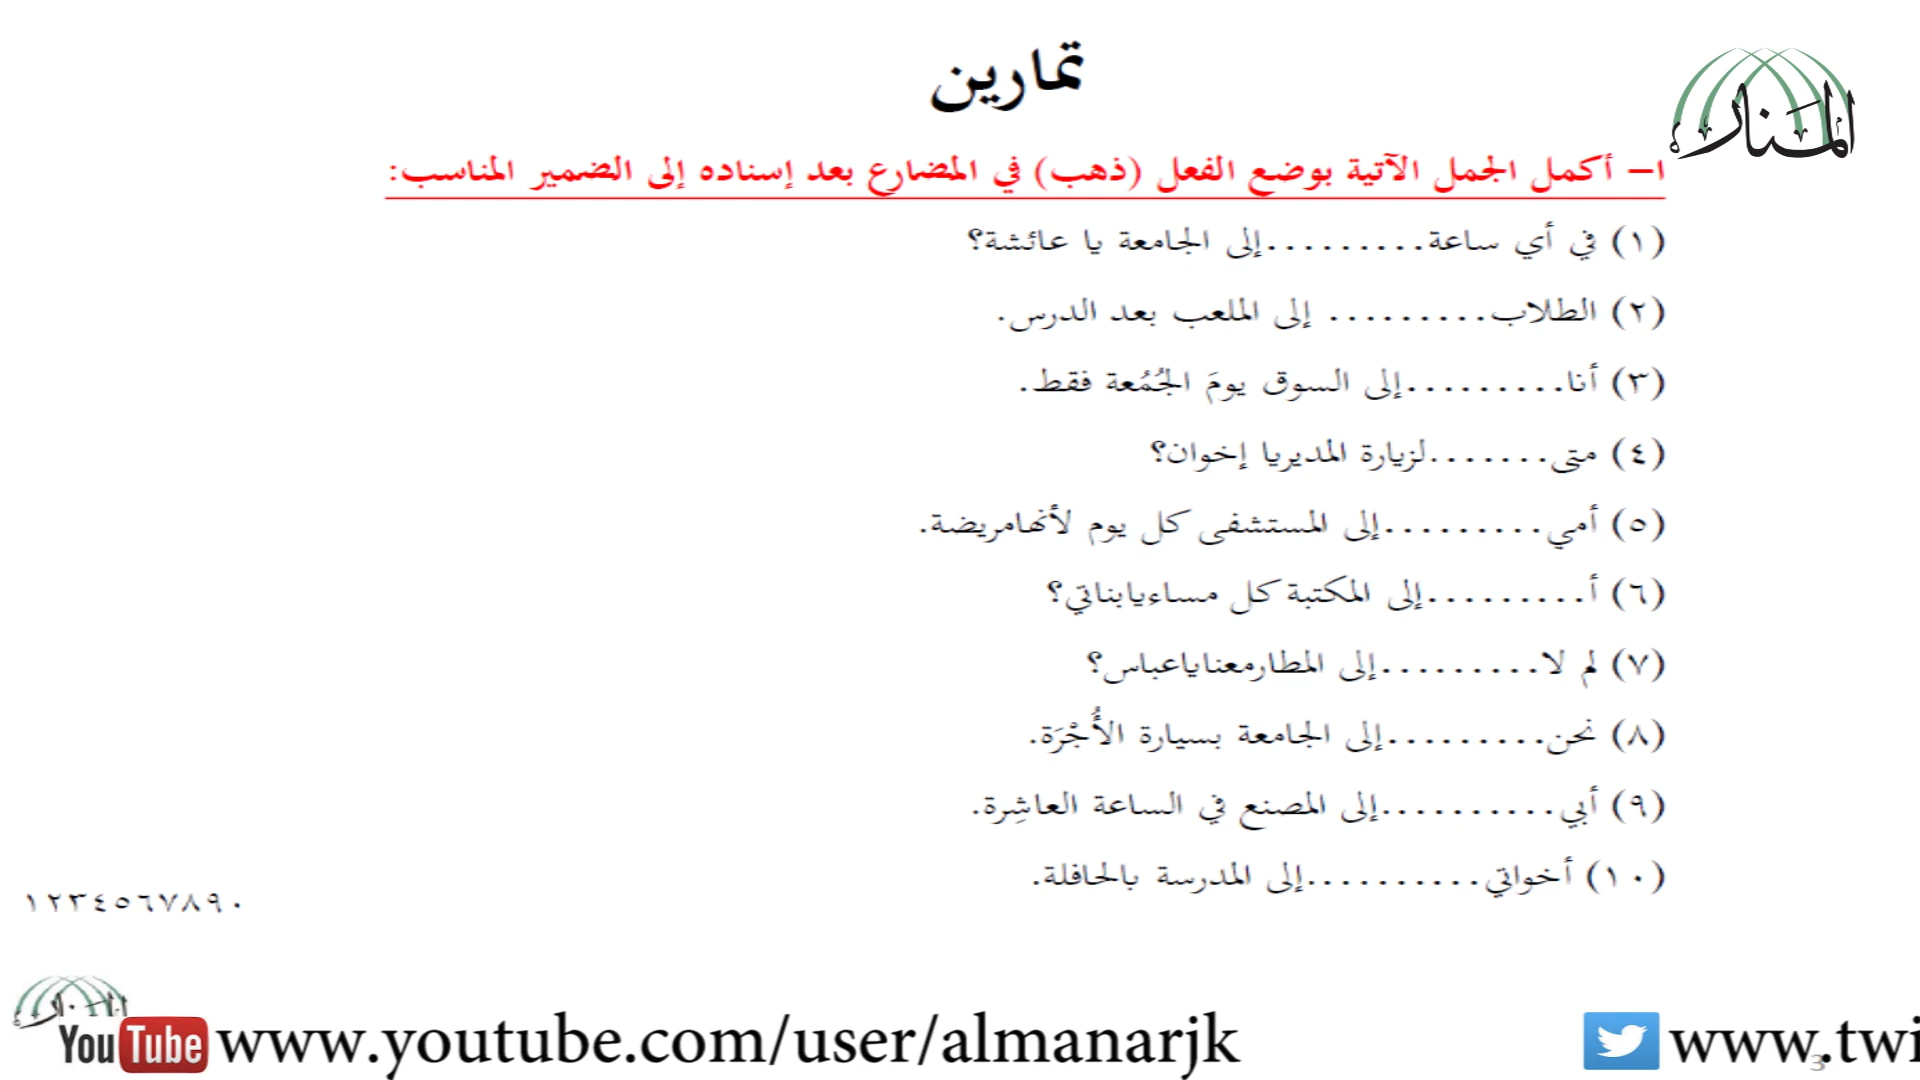 تمارين
المنار
١- أكمل الجمل الآتية بوضع الفعل (ذهب) في المضارع بعد إسناده إلى الضمير المناسب:
(١) في أي ساعة.........إلى الجامعة يا عائشة؟
(٢) الطلاب......... إلى الملعب بعد الدرس.
(٣) أنا.........إلى السوق يومَ الجُمُعة فقط.
(٤) متى.......لزيارة المديريا إخوان؟
(٥) أمي.........إلى المستشفى كل يوم لأنهامريضة.
(٦) أ.........إلى المكتبة كل مساءيابناتي؟
(٧) لم لا.........إلى المطارمعناياعباس؟
(٨) نحن.........إلى الجامعة بسيارة الأُجْرَة.
(٩) أبي..........إلى المصنع في الساعة العاشِرة.
(١٠) أخواتي..........إلى المدرسة بالحافلة.
١٢٣٤٥٦٧٨٩٠
YouTube www.youtube.com/user/almanarjk
www.twi
3